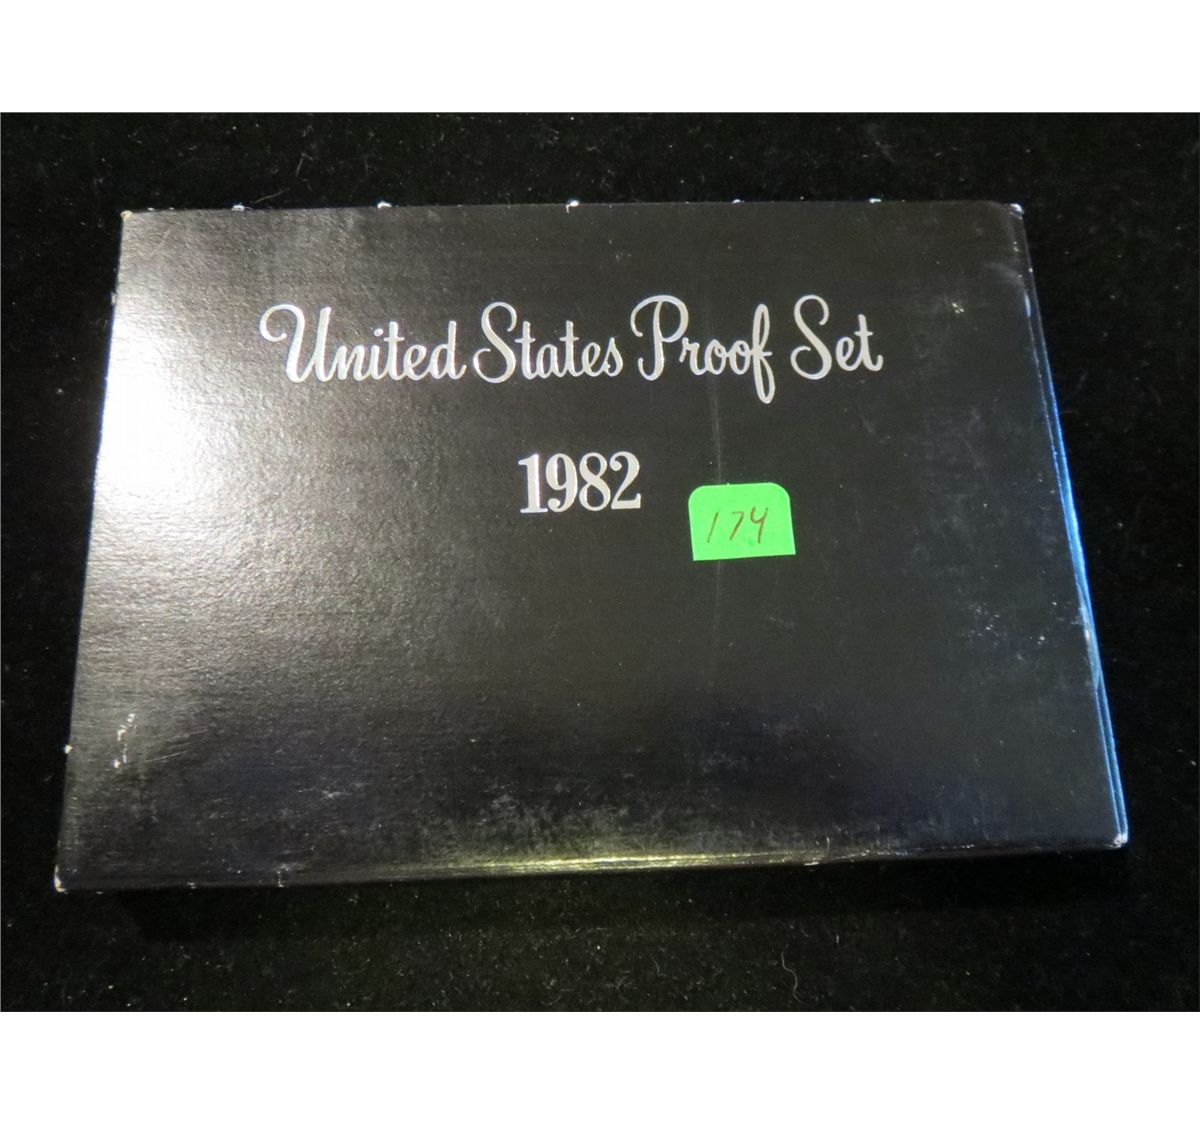 United States Proof Set
1982
174